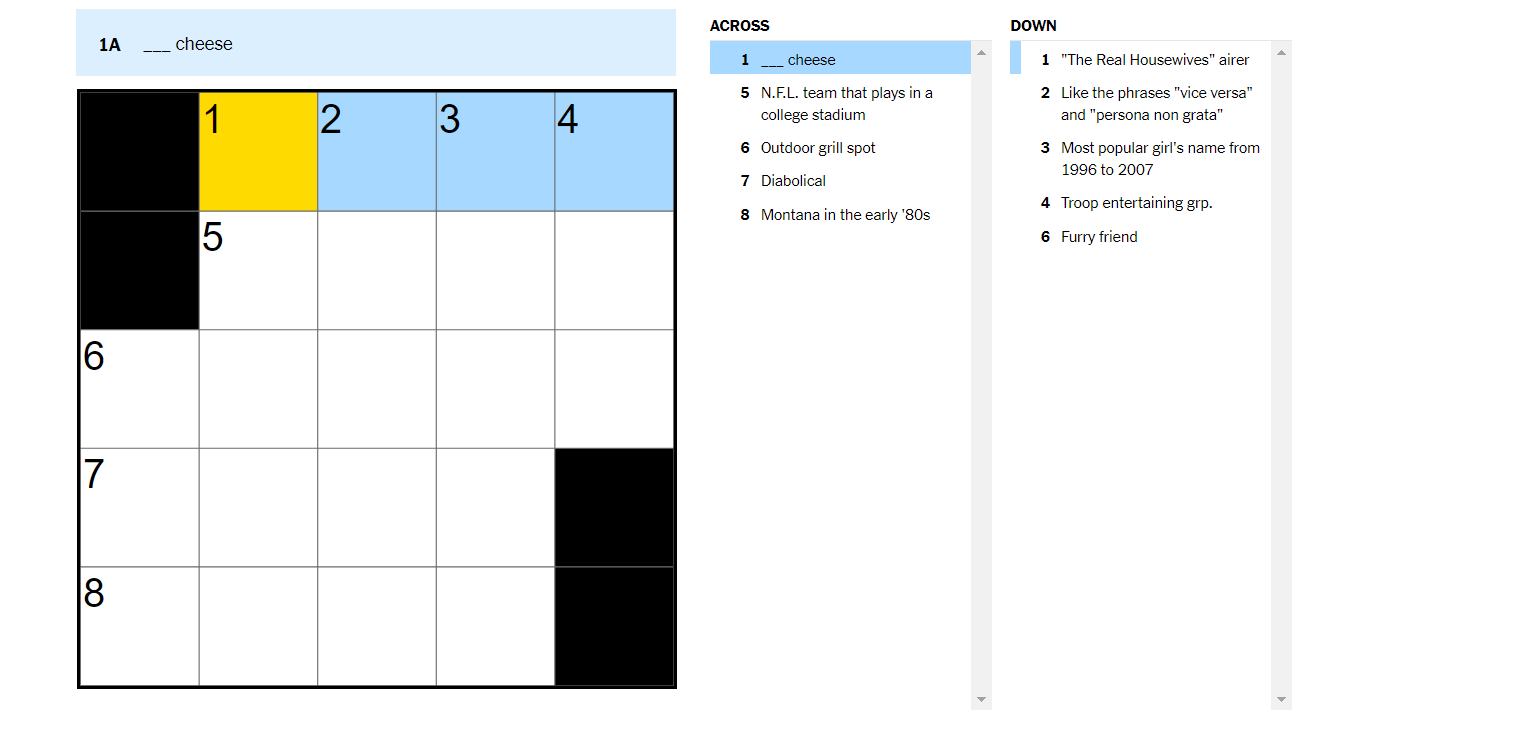 1A ___ cheese
1 2 3 4
5
6
7
8
ACROSS
1 ___ cheese
5 N.F.L. team that plays in a
college stadium
6 Outdoor grill spot
7 Diabolical
8 Montana in the early '80s
DOWN
1 "The Real Housewives" airer
2 Like the phrases "vice versa"
and "persona non grata"
3 Most popular girl's name from
1996 to 2007
4 Troop entertaining grp.
6 Furry friend